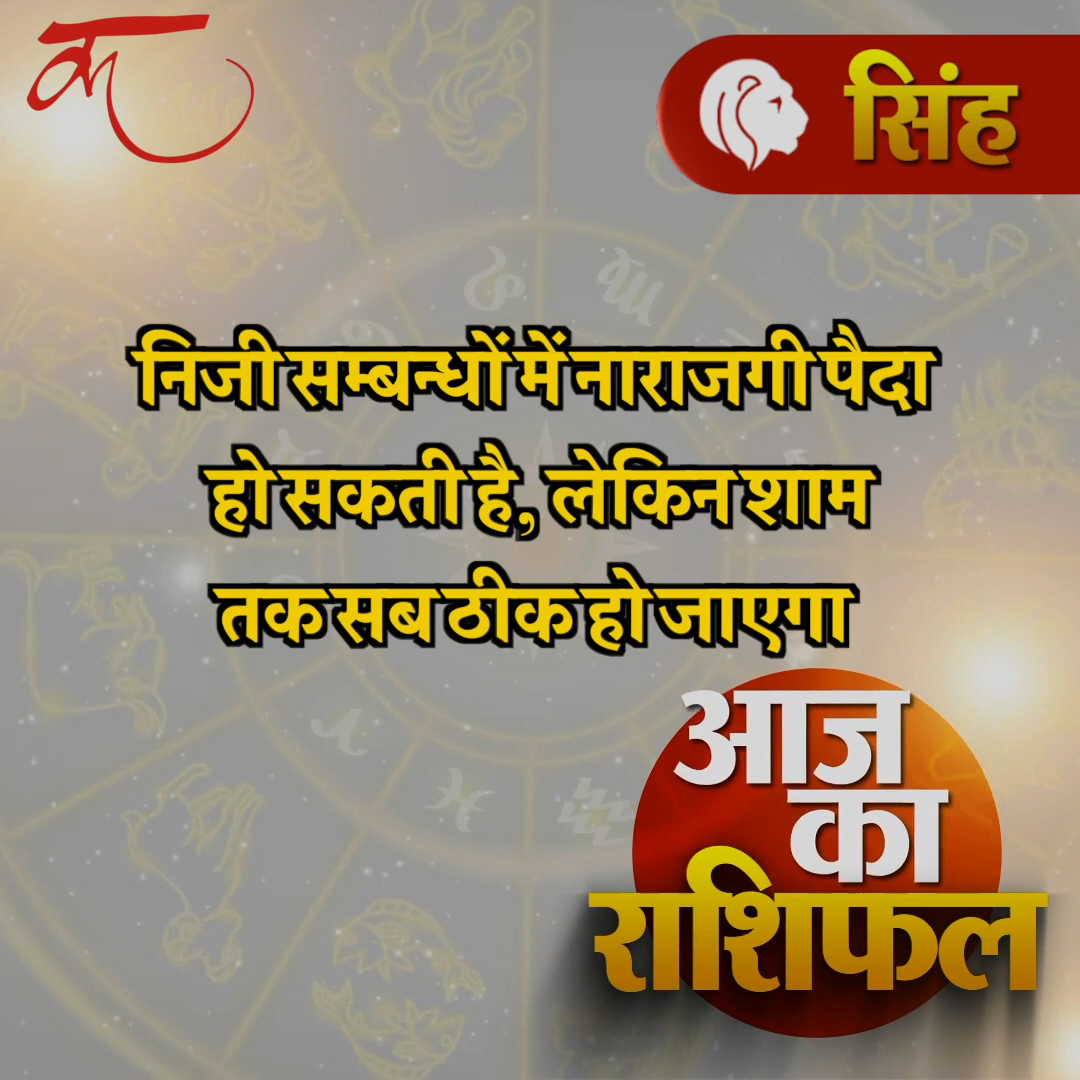 क
सिंह
निजी सम्बन्धों में नाराजगी पैदा
हो सकती है, लेकिन शाम
तक सब ठीक हो जाएगा
आज
का
राशिफल